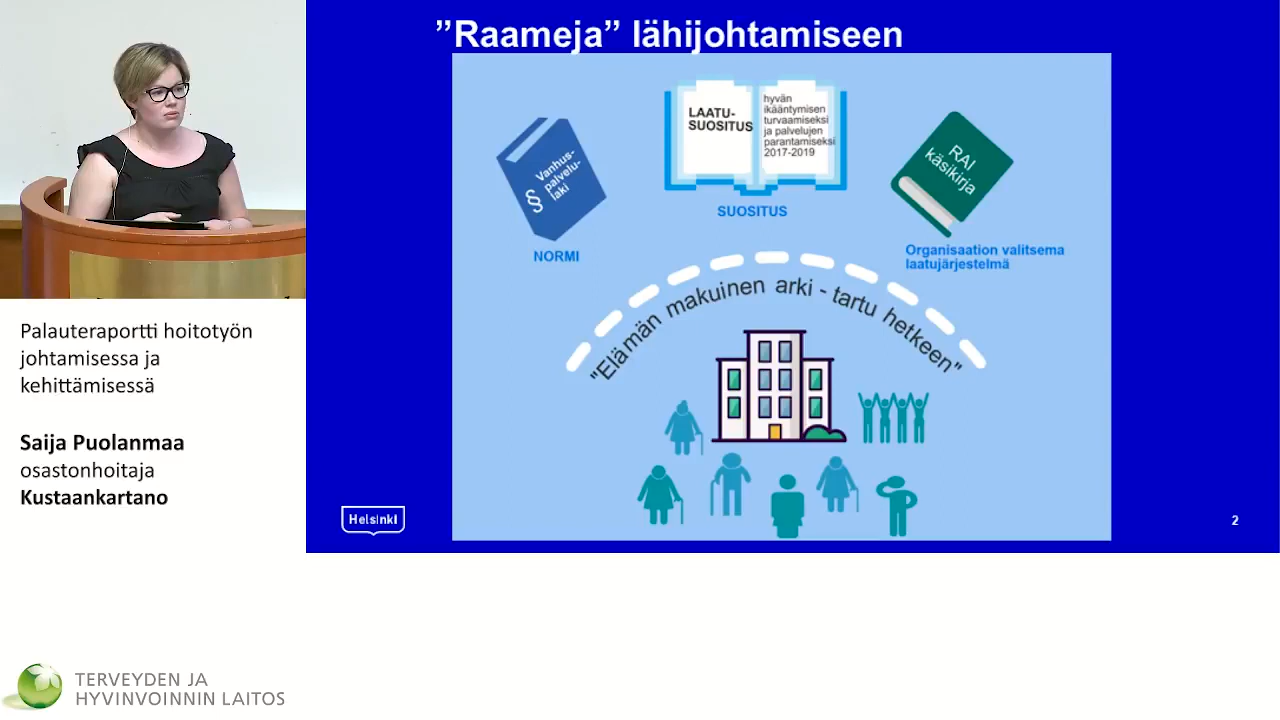 ”Raameja” lähijohtamiseen
LAATU-
SUOSITUS
hyvän
ikääntymisen
turvaamiseksi
ja palvelujen
parantamiseksi
2017-2019
SUOSITUS
§ Vanhus-
palvelu-
laki
NORMI
RAI
käsikirja
Organisaation valitsema
laatujärjestelmä
"Elämän makuinen arki - tartu hetkeen"
Helsinki
2
Palauteraportti hoitotyön
johtamisessa ja
kehittämisessä
Saija Puolanmaa
osastonhoitaja
Kustaankartano
TERVEYDEN JA
HYVINVOINNIN LAITOS